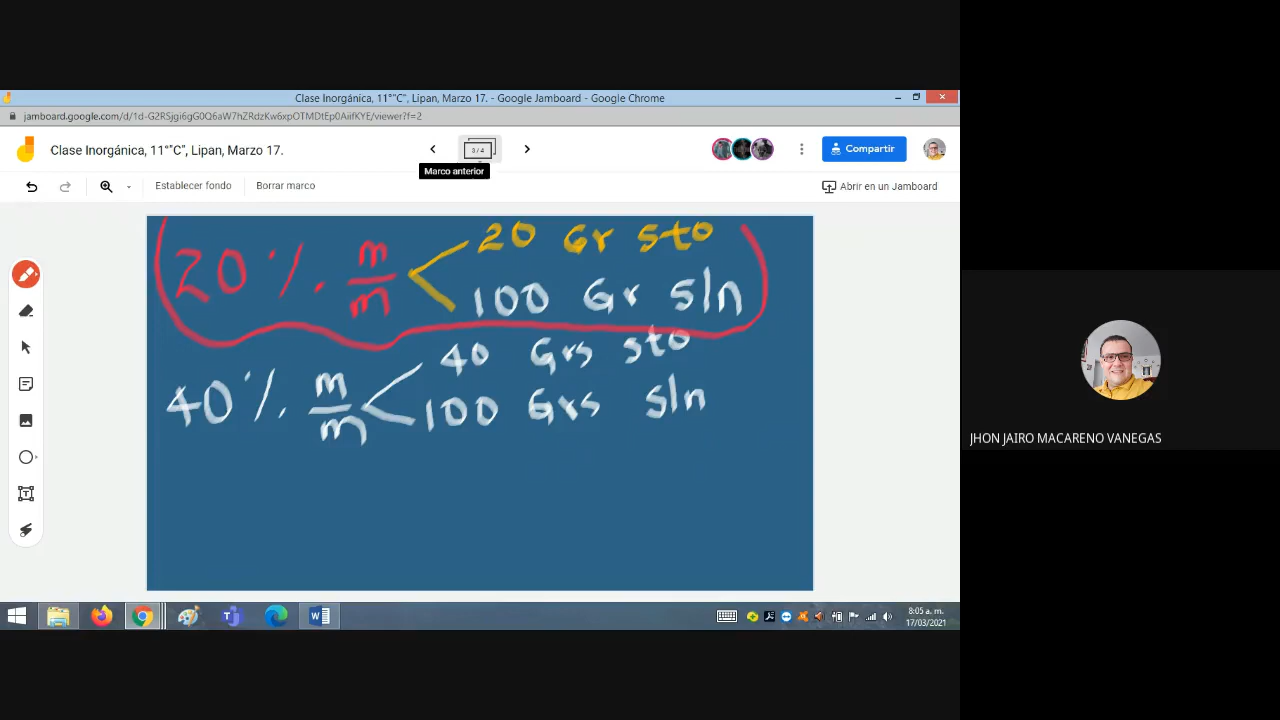 Clase Inorgánica, 11°"C", Lipan, Marzo 17. - Google Jamboard - Google Chrome
jamboard.google.com/d/1d-G2RSjgi6gG0Q6aW7hZRdzKw6xpOTMDtEp0AiifKYE/viewer?f=2
Clase Inorgánica, 11°"C", Lipan, Marzo 17.
3 / 4
Compartir
Marco anterior
Establecer fondo
Borrar marco
Abrir en un Jamboard
20 % m/m
20 Gr sto
100 Gr sln
40 % m/m
40 Grs sto
100 Grs sln
JHON JAIRO MACARENO VANEGAS
8:05 a. m.
17/03/2021